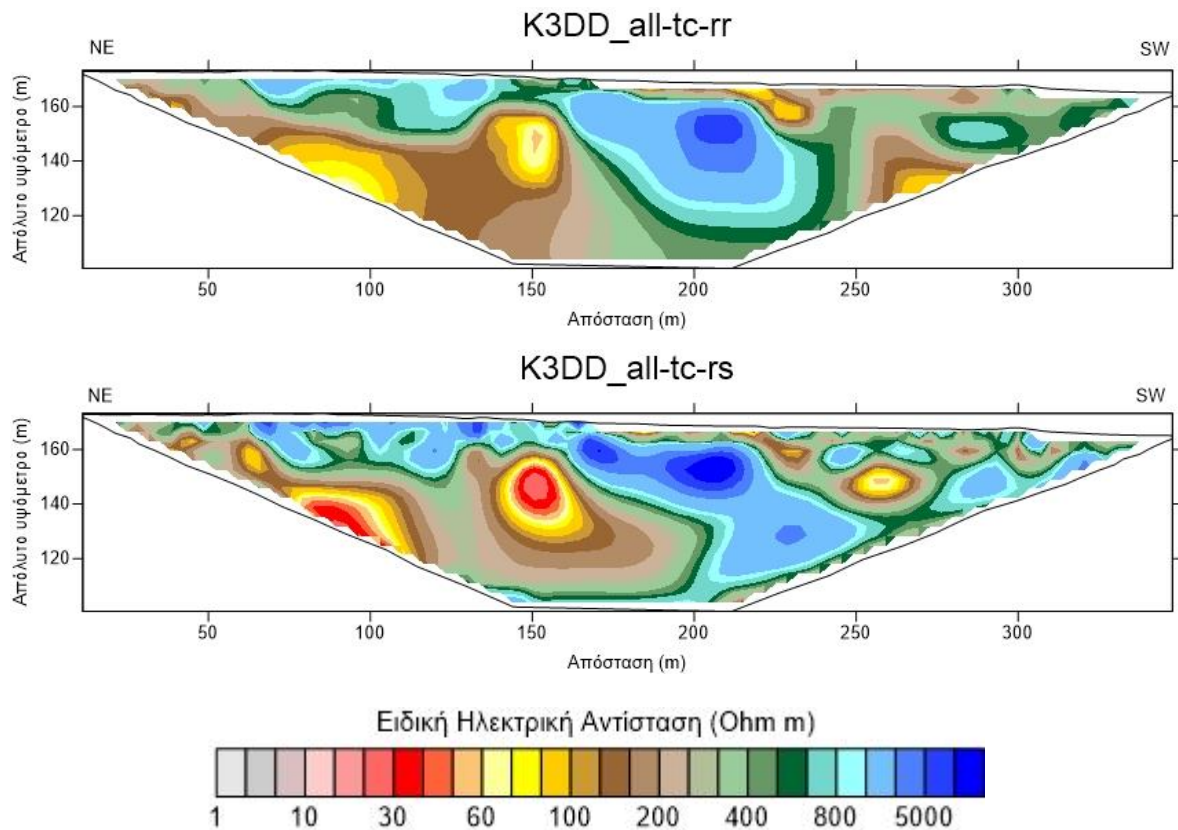 K3DD_all-tc-rr
NE SW
Απόλυτο υψόμετρο (m)
160
140
120
50 100 150 200 250 300
Απόσταση (m)
K3DD_all-tc-rs
NE SW
Απόλυτο υψόμετρο (m)
160
140
120
50 100 150 200 250 300
Απόσταση (m)
Ειδική Ηλεκτρική Αντίσταση (Ohm m)
1 10 30 60 100 200 400 800 5000